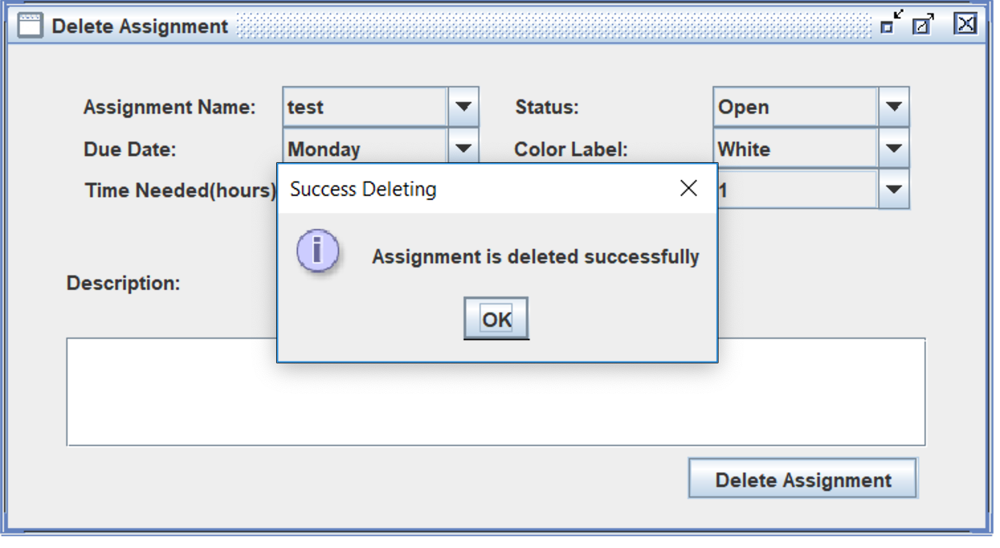 Delete Assignment
Assignment Name: test Status: Open
Due Date: Monday Color Label: White
Time Needed(hours) 1
Success Deleting
Assignment is deleted successfully
OK
Description:
Delete Assignment